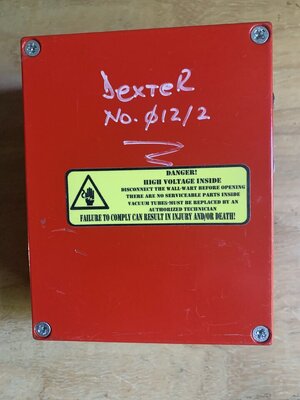 DexteR
No. ø12/2
DANGER!
HIGH VOLTAGE INSIDE
DISCONNECT THE WALL-WART BEFORE OPENING
THERE ARE NO SERVICEABLE PARTS INSIDE
VACUUM TUBES MUST BE REPLACED BY AN
AUTHORIZED TECHNICIAN
FAILURE TO COMPLY CAN RESULT IN INJURY AND/OR DEATH!